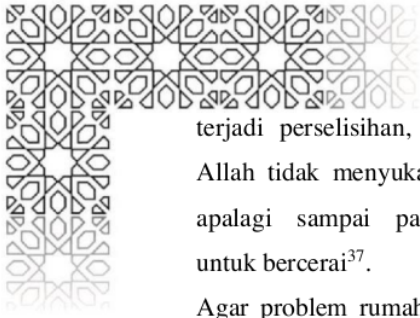 terjadi perselisihan,
Allah tidak menyuka
apalagi sampai pa
untuk bercerai³⁷.
Agar problem rumah